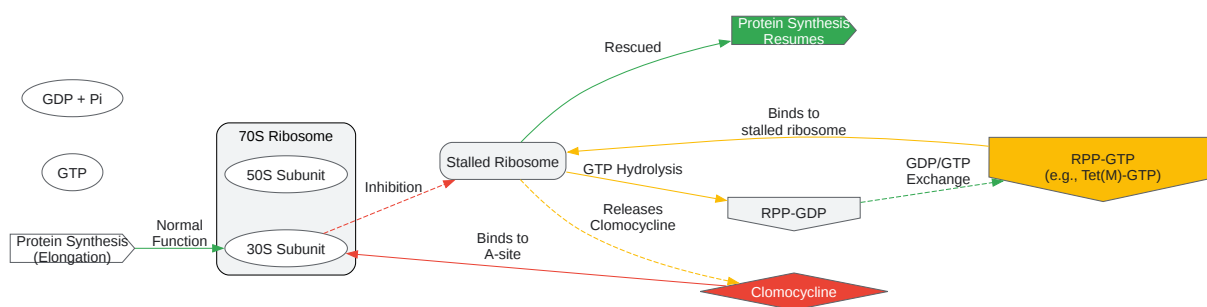 Protein Synthesis
Resumes
Rescued
GDP + Pi
70S Ribosome
50S Subunit
GTP
Inhibition
Stalled Ribosome
Binds to
stalled ribosome
GTP Hydrolysis
GDP/GTP
Exchange
RPP-GTP
(e.g., Tet(M)-GTP)
RPP-GDP
Releases
Clomocycline
Protein Synthesis
(Elongation)
Normal
Function
30S Subunit
Binds to
A-site
Clomocycline